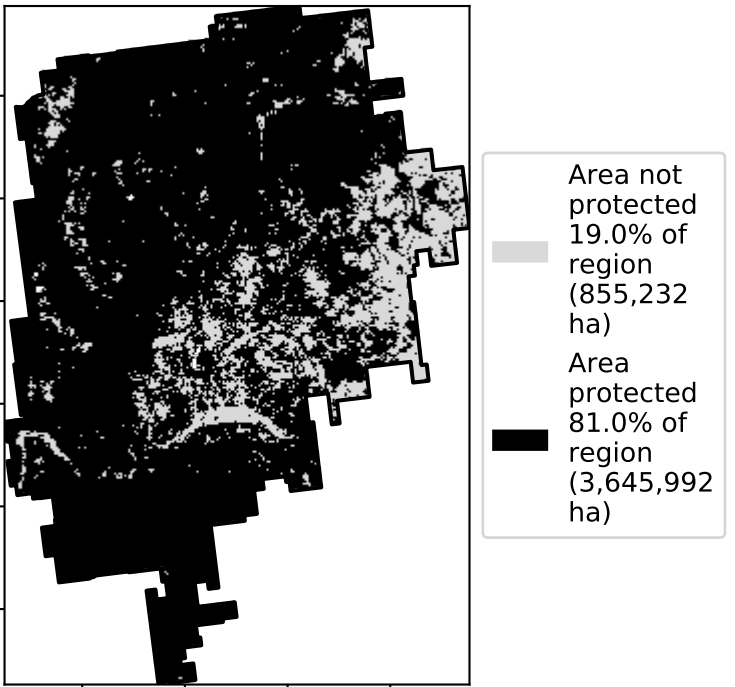 Area not
protected
19.0% of
region
(855,232
ha)
Area
protected
81.0% of
region
(3,645,992
ha)